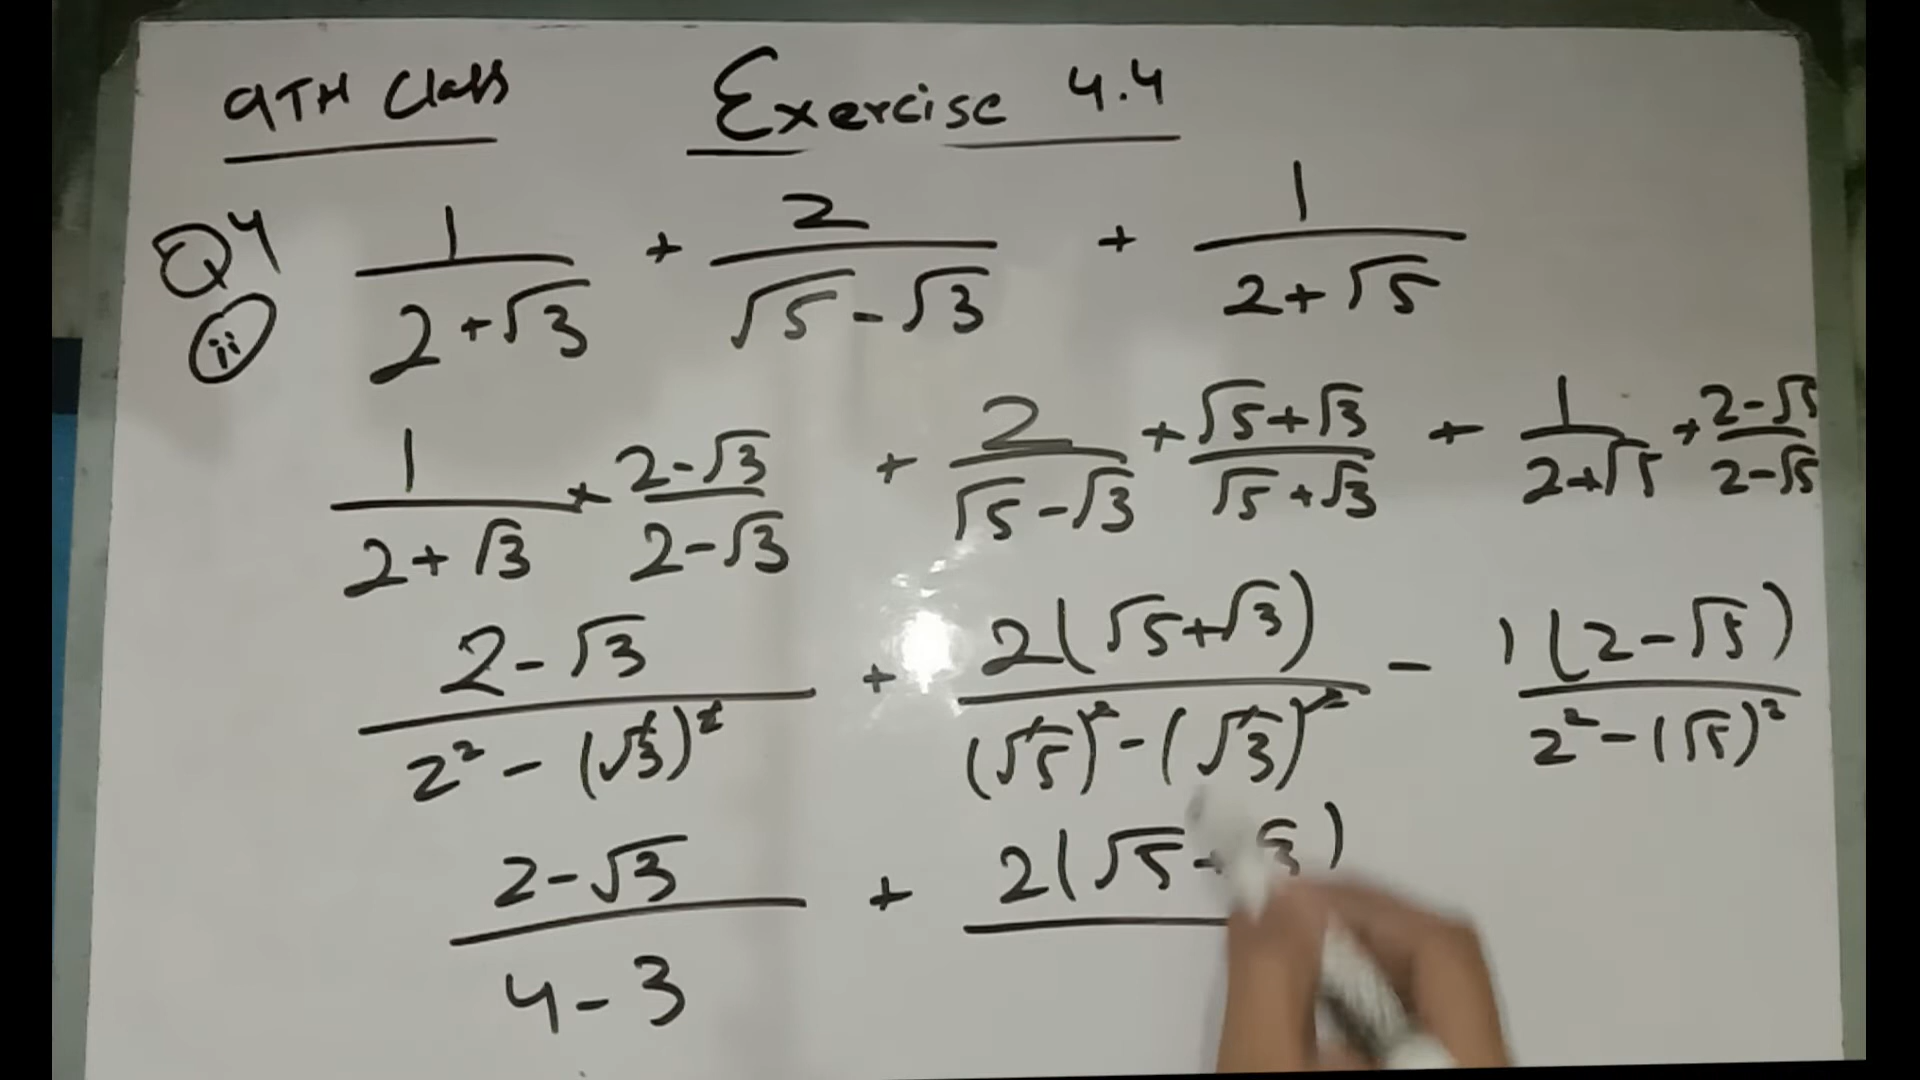 9TH Class Exercise 4.4
Q4 1/(2+√3) + 2/(√5-√3) + 1/(2+√5)
ii
1/(2+√3) × (2-√3)/(2-√3) + 2/(√5-√3) × (√5+√3)/(√5+√3) + 1/(2+√5) × (2-√5)/(2-√5)
(2-√3)/(2²-(√3)²) + 2(√5+√3)/((√5)²-(√3)²) - 1(2-√5)/(2²-(√5)²)
(2-√3)/(4-3) + 2(√5+√3)